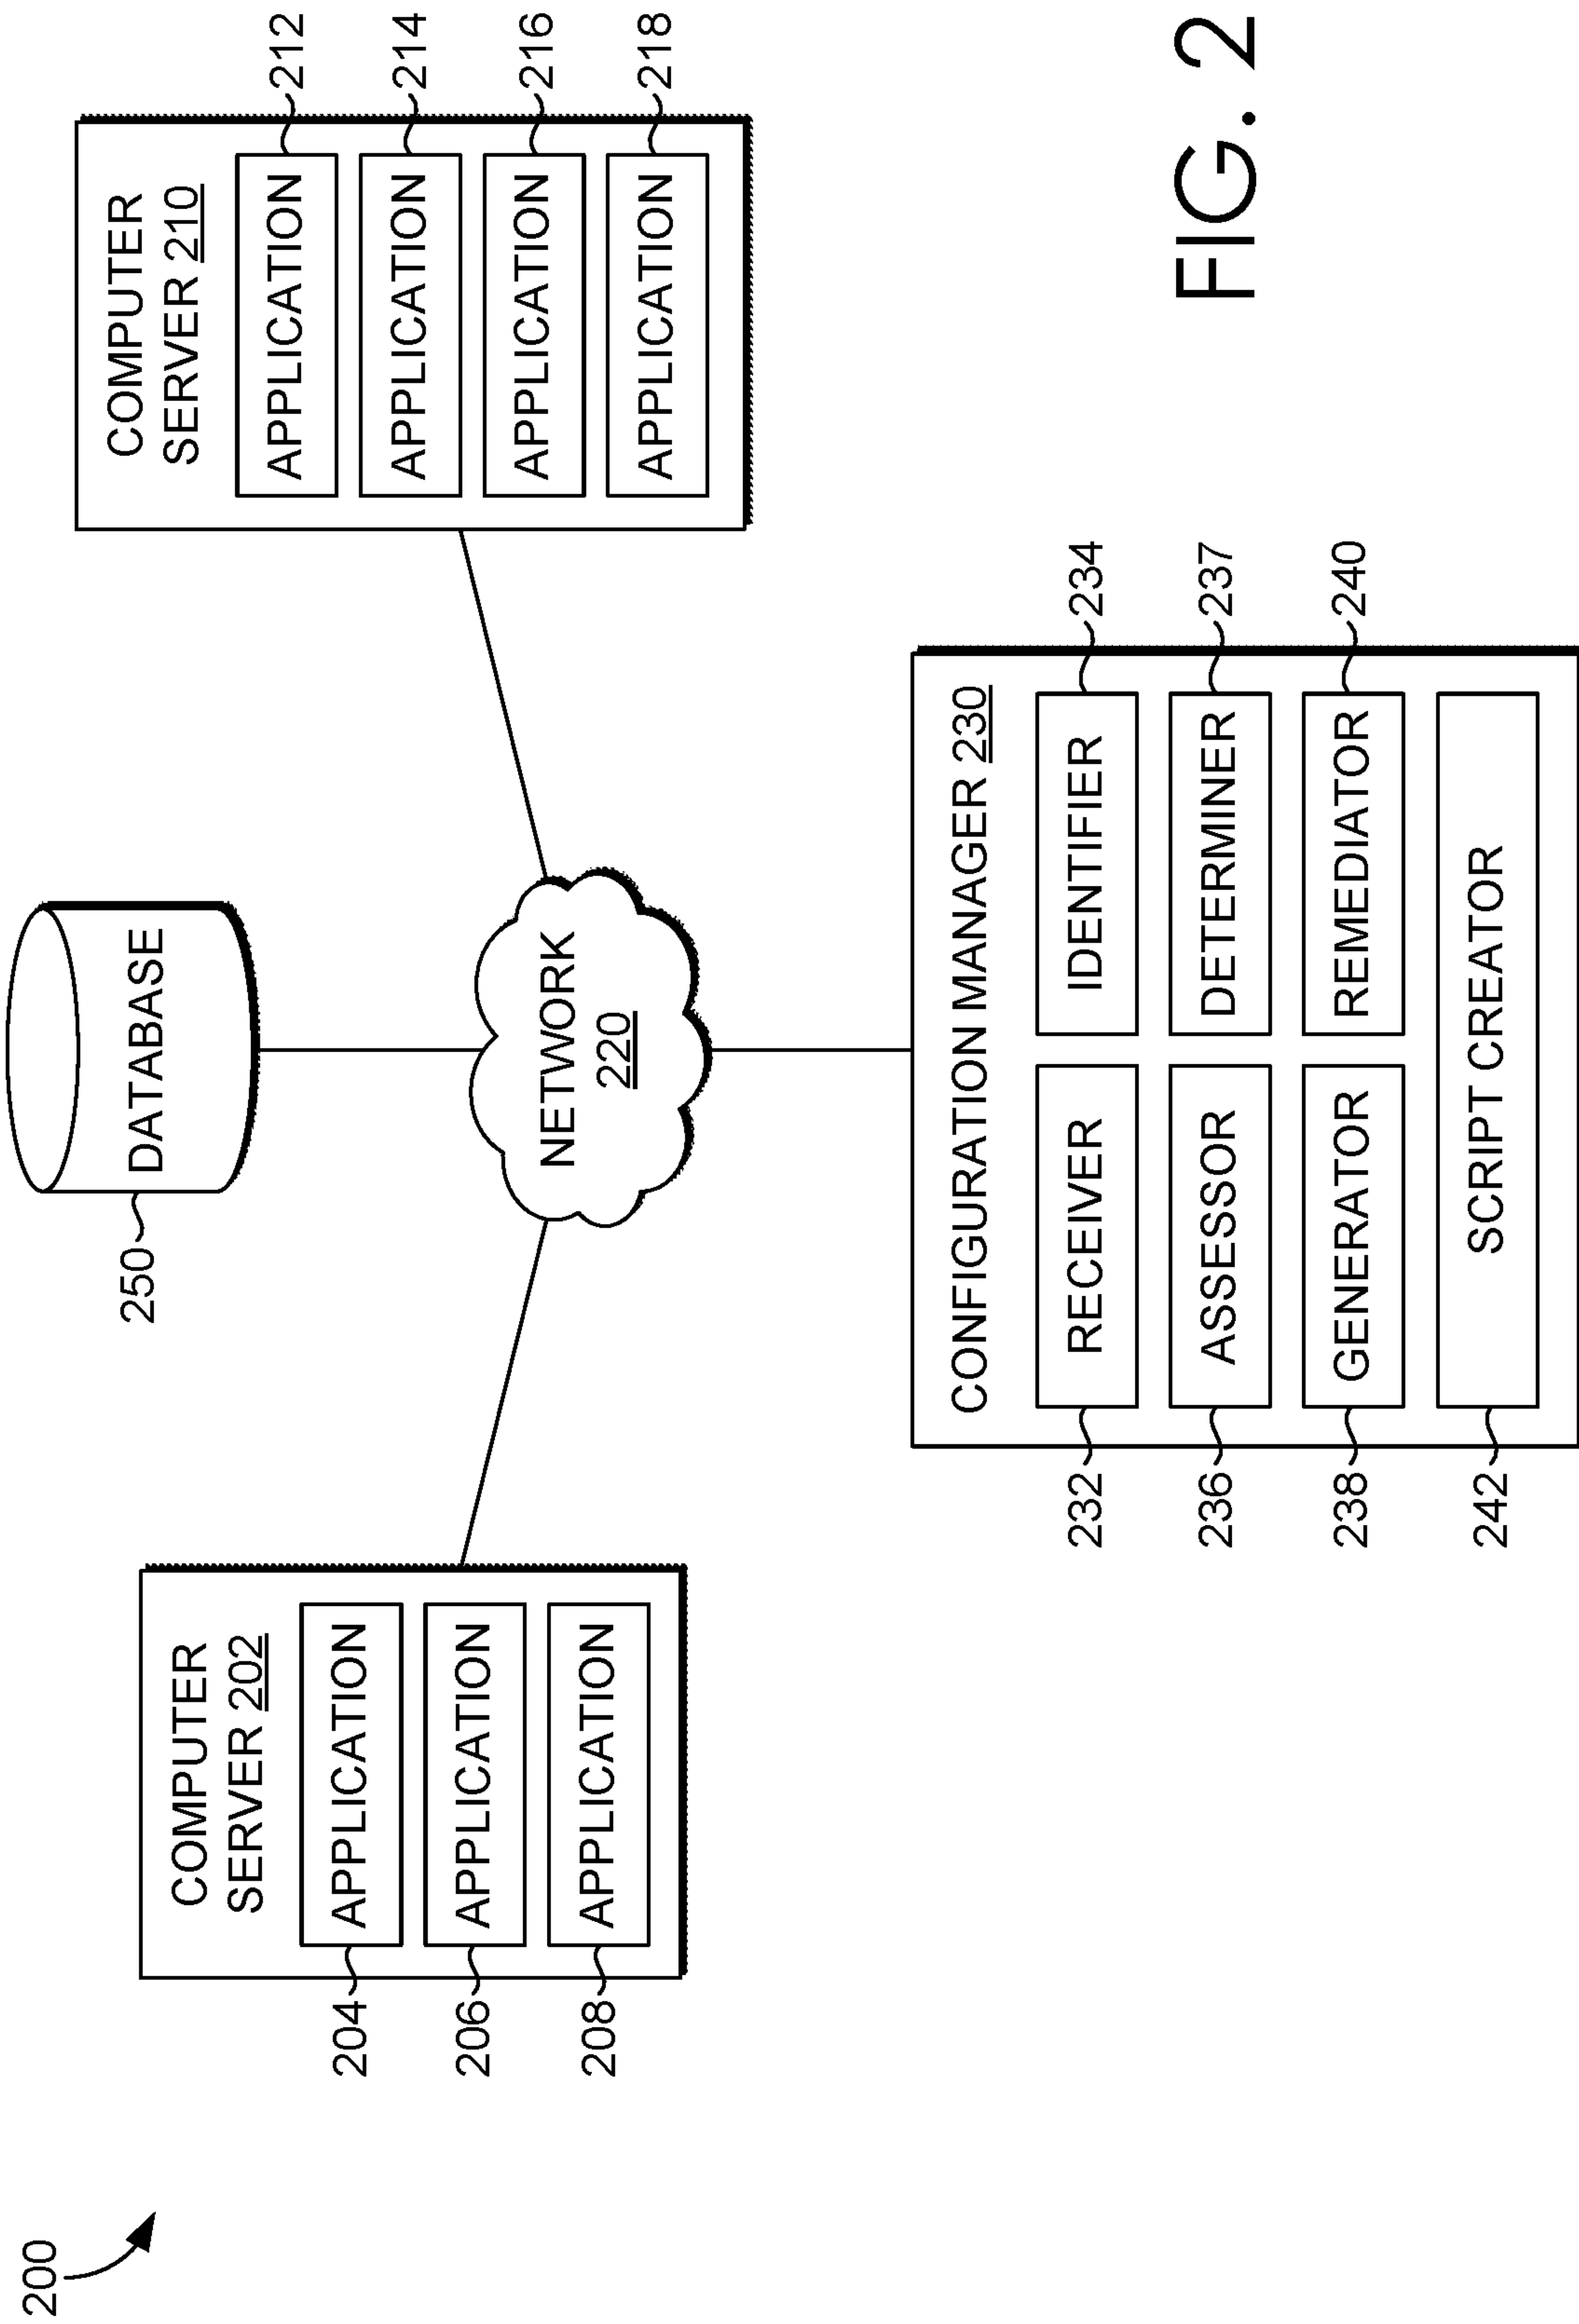 200
250
DATABASE
COMPUTER
SERVER 202
204
APPLICATION
206
APPLICATION
208
APPLICATION
NETWORK
220
COMPUTER
SERVER 210
APPLICATION
212
APPLICATION
214
APPLICATION
216
APPLICATION
218
CONFIGURATION MANAGER 230
232
RECEIVER
IDENTIFIER
234
236
ASSESSOR
DETERMINER
237
238
GENERATOR
REMEDIATOR
240
242
SCRIPT CREATOR
FIG. 2